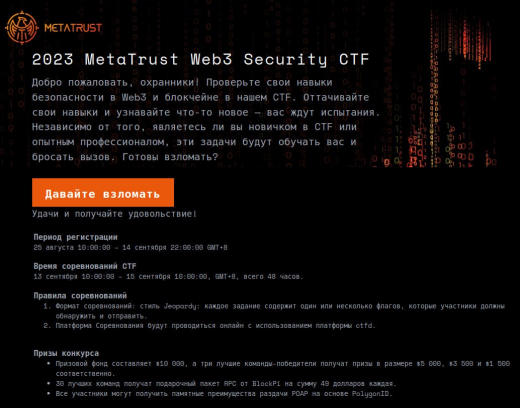 METATRUST
2023 MetaTrust Web3 Security CTF
Добро пожаловать, охранники! Проверьте свои навыки
безопасности в Web3 и блокчейне в нашем CTF. Оттачивайте
свои навыки и узнавайте что-то новое — вас ждут испытания.
Независимо от того, являетесь ли вы новичком в CTF или
опытным профессионалом, эти задачи будут обучать вас и
бросать вызов. Готовы взломать?
Давайте взломать
Удачи и получайте удовольствие!
Период регистрации
25 августа 10:00:00 - 14 сентября 22:00:00 GMT+8
Время соревнований CTF
13 сентября 10:00:00 - 15 сентября 10:00:00, GMT+8, всего 48 часов.
Правила соревнований
1. Формат соревнований: стиль Jeopardy: каждое задание содержит один или несколько флагов, которые участники должны
обнаружить и отправить.
2. Платформа Соревнования будут проводиться онлайн с использованием платформы ctfd.
Призы конкурса
• Призовой фонд составляет $10 000, а три лучшие команды-победители получат призы в размере $5 000, $3 500 и $1 500
соответственно.
• 30 лучших команд получат подарочный пакет RPC от BlockPi на сумму 49 долларов каждая.
• Все участники могут получить памятные преимущества раздачи POAP на основе PolygonID.